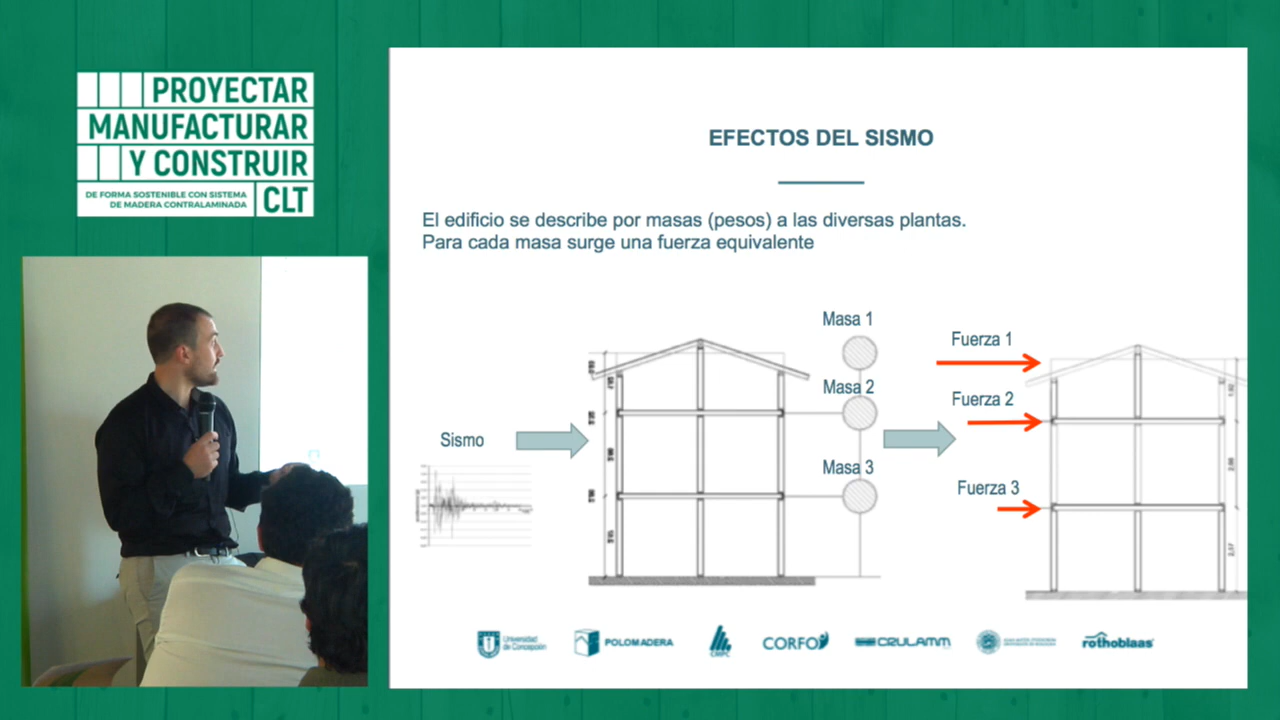 PROYECTAR
MANUFACTURAR
Y CONSTRUIR
DE FORMA SOSTENIBLE CON SISTEMA
DE MADERA CONTRALAMINADA
CLT
EFECTOS DEL SISMO
El edificio se describe por masas (pesos) a las diversas plantas.
Para cada masa surge una fuerza equivalente
Masa 1
Fuerza 1
Masa 2
Fuerza 2
Sismo
Masa 3
Fuerza 3
Universidad
de Concepción
POLOMADERA
CMPC
CORFO
CRULAMM
rothoblaas